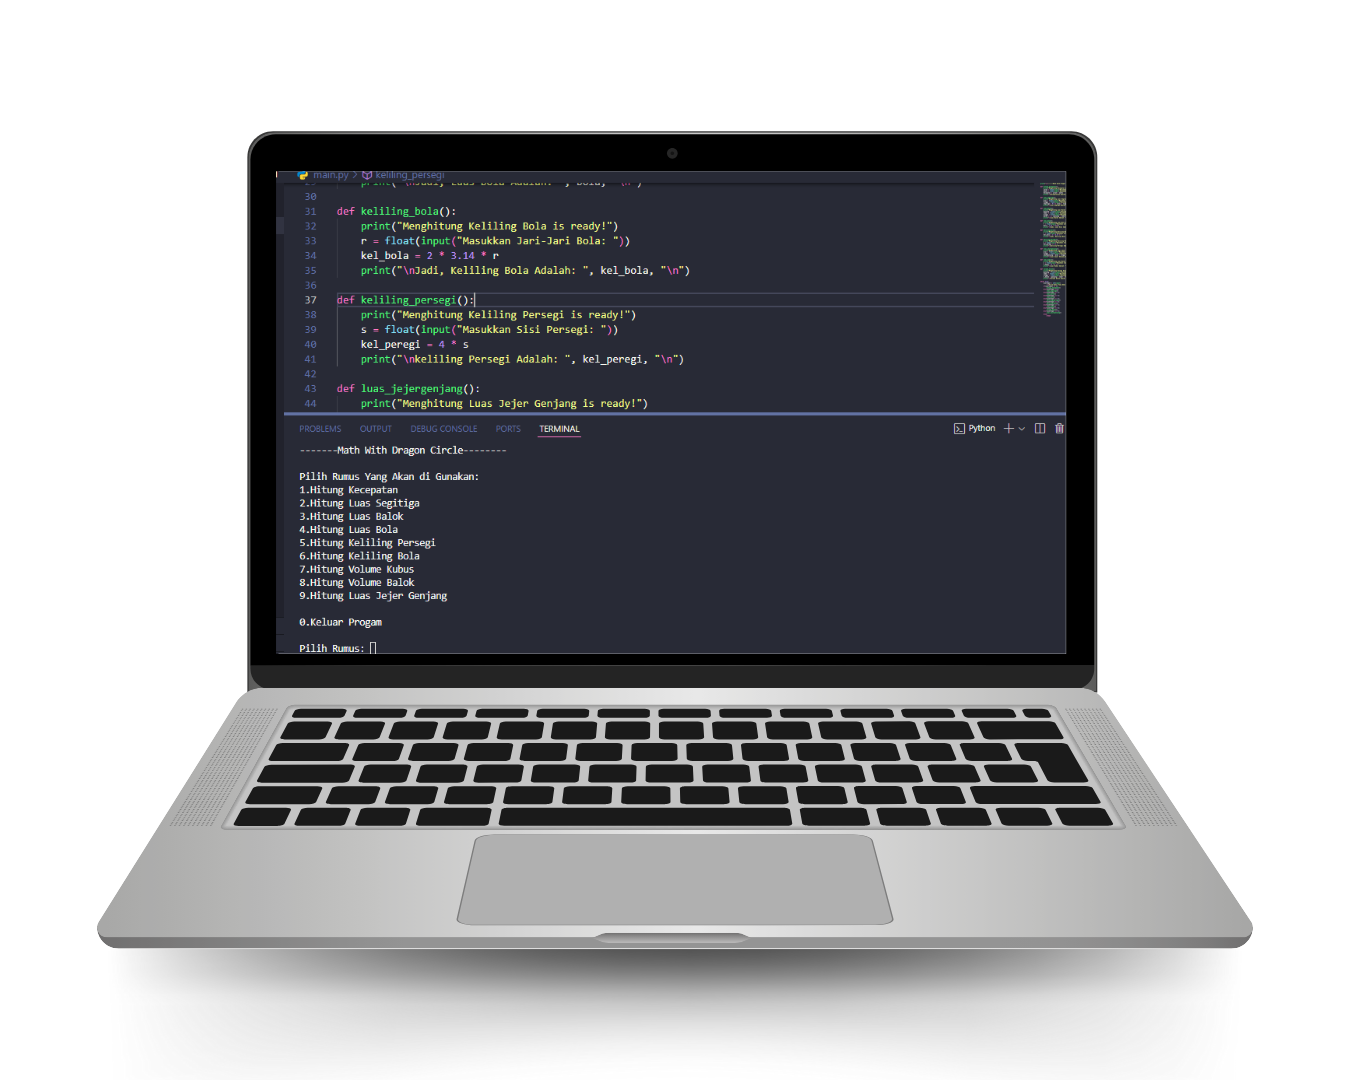 main.py > keliling_persegi
29 print("\nJadi, Luas Bola Adalah: ", bola, "\n")
30
31 def keliling_bola():
32 print("Menghitung Keliling Bola is ready!")
33 r = float(input("Masukkan Jari-Jari Bola: "))
34 kel_bola = 2 * 3.14 * r
35 print("\nJadi, Keliling Bola Adalah: ", kel_bola, "\n")
36
37 def keliling_persegi():
38 print("Menghitung Keliling Persegi is ready!")
39 s = float(input("Masukkan Sisi Persegi: "))
40 kel_peregi = 4 * s
41 print("\nkeliling Persegi Adalah: ", kel_peregi, "\n")
42
43 def luas_jejergenjang():
44 print("Menghitung Luas Jejer Genjang is ready!")
PROBLEMS OUTPUT DEBUG CONSOLE PORTS TERMINAL Python
-------Math With Dragon Circle--------
Pilih Rumus Yang Akan di Gunakan:
1.Hitung Kecepatan
2.Hitung Luas Segitiga
3.Hitung Luas Balok
4.Hitung Luas Bola
5.Hitung Keliling Persegi
6.Hitung Keliling Bola
7.Hitung Volume Kubus
8.Hitung Volume Balok
9.Hitung Luas Jejer Genjang
0.Keluar Progam
Pilih Rumus: